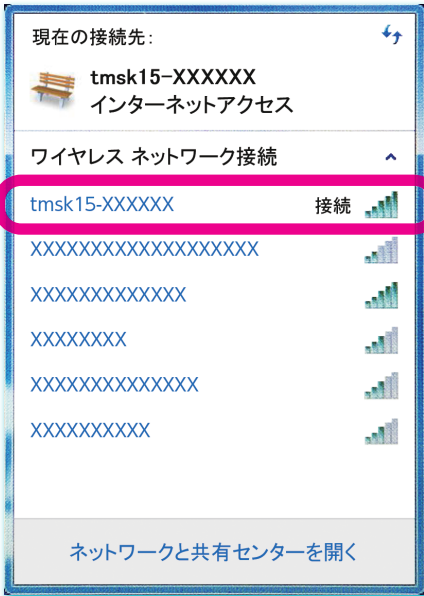 現在の接続先:
tmsk15-XXXXXX
インターネットアクセス
ワイヤレス ネットワーク接続
tmsk15-XXXXXX 接続
XXXXXXXXXXXXXXXXXXX
XXXXXXXXXXXXX
XXXXXXXX
XXXXXXXXXXXXXX
XXXXXXXXXX
ネットワークと共有センターを開く